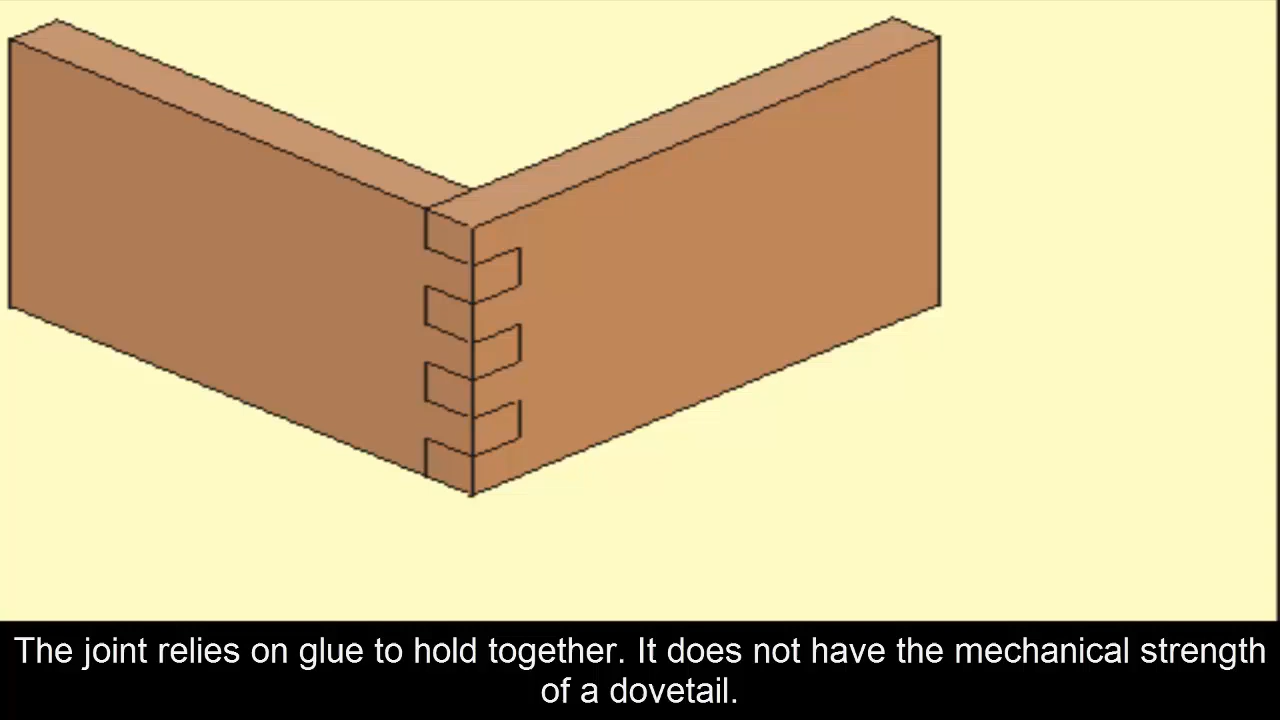 The joint relies on glue to hold together. It does not have the mechanical strength
of a dovetail.